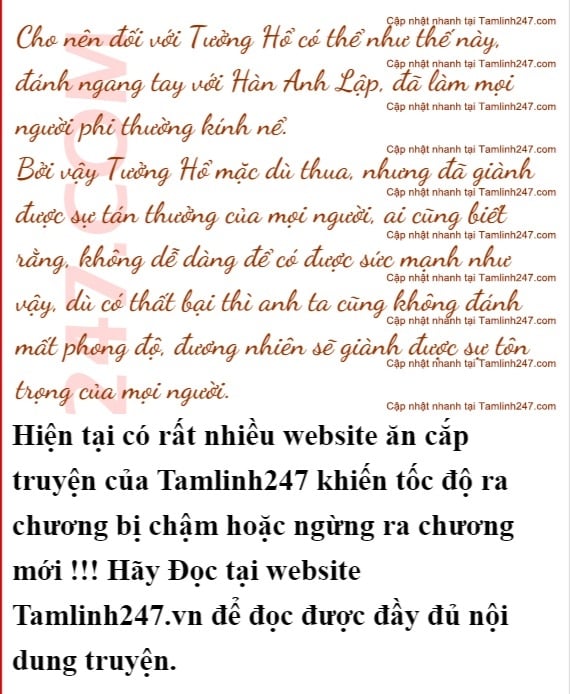 Cập nhật nhanh tại Tamlinh247.com
Cho nên đối với Tưởng Hổ có thể như thế này,
Cập nhật nhanh tại Tamlinh247.com
đánh ngang tay với Hàn Anh Lập, đã làm mọi
Cập nhật nhanh tại Tamlinh247.com
người phi thường kính nể.
Cập nhật nhanh tại Tamlinh247.com
Bởi vậy Tưởng Hổ mặc dù thua, nhưng đã giành
Cập nhật nhanh tại Tamlinh247.com
được sự tán thưởng của mọi người, ai cũng biết
Cập nhật nhanh tại Tamlinh247.com
rằng, không dễ dàng để có được sức mạnh như
Cập nhật nhanh tại Tamlinh247.com
vậy, dù có thất bại thì anh ta cũng không đánh
Cập nhật nhanh tại Tamlinh247.com
mất phong độ, đương nhiên sẽ giành được sự tôn
Cập nhật nhanh tại Tamlinh247.com
trọng của mọi người.
Cập nhật nhanh tại Tamlinh247.com
247.COM
Hiện tại có rất nhiều website ăn cắp
truyện của Tamlinh247 khiến tốc độ ra
chương bị chậm hoặc ngừng ra chương
mới !!! Hãy Đọc tại website
Tamlinh247.vn để đọc được đầy đủ nội
dung truyện.